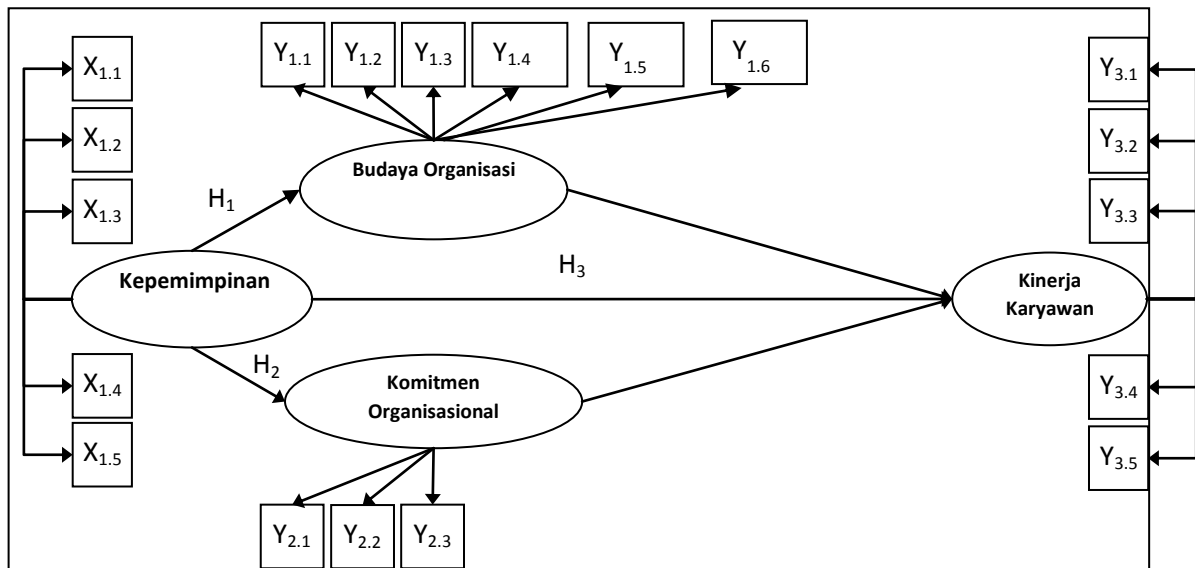 X1.1
X1.2
X1.3
X1.4
X1.5
Y1.1
Y1.2
Y1.3
Y1.4
Y1.5
Y1.6
Budaya Organisasi
H1
Kepemimpinan
H3
H2
Komitmen
Organisasional
Y2.1
Y2.2
Y2.3
Kinerja
Karyawan
Y3.1
Y3.2
Y3.3
Y3.4
Y3.5